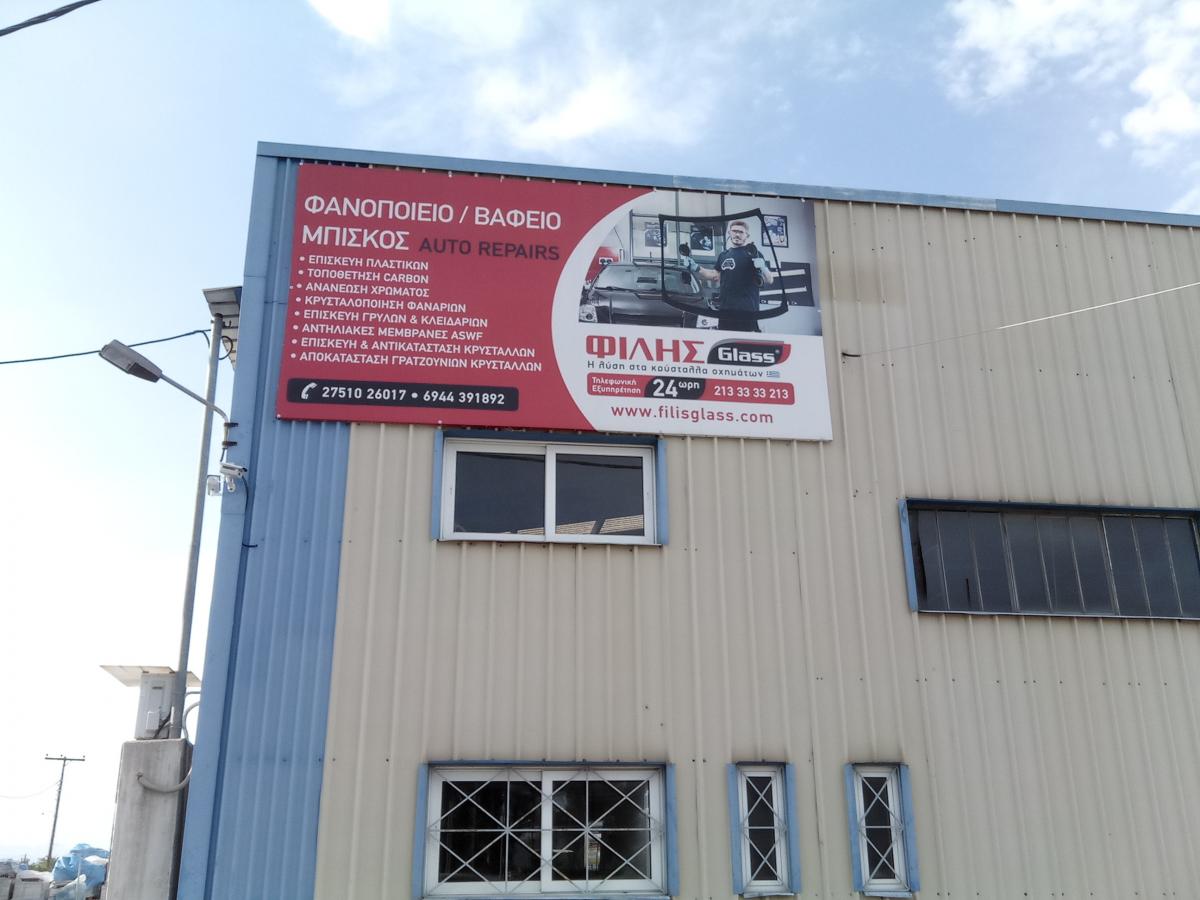 ΦΑΝΟΠΟΙΕΙΟ / ΒΑΦΕΙΟ
ΜΠΙΣΚΟΣ AUTO REPAIRS
• ΕΠΙΣΚΕΥΗ ΠΛΑΣΤΙΚΩΝ
• ΤΟΠΟΘΕΤΗΣΗ CARBON
• ΑΝΑΝΕΩΣΗ ΧΡΩΜΑΤΟΣ
• ΚΡΥΣΤΑΛΟΠΟΙΗΣΗ ΦΑΝΑΡΙΩΝ
• ΕΠΙΣΚΕΥΗ ΓΡΥΛΩΝ & ΚΛΕΙΔΑΡΙΩΝ
• ΑΝΤΗΛΙΑΚΕΣ ΜΕΜΒΡΑΝΕΣ ASWF
• ΕΠΙΣΚΕΥΗ & ΑΝΤΙΚΑΤΑΣΤΑΣΗ ΚΡΥΣΤΑΛΛΩΝ
• ΑΠΟΚΑΤΑΣΤΑΣΗ ΓΡΑΤΖΟΥΝΙΩΝ ΚΡΥΣΤΑΛΛΩΝ
27510 26017 • 6944 391892
ΦΙΛΗΣ Glass®
Η λύση στα κρύσταλλα οχημάτων
Τηλεφωνική
Εξυπηρέτηση
24ωρη 213 33 33 213
www.filisglass.com